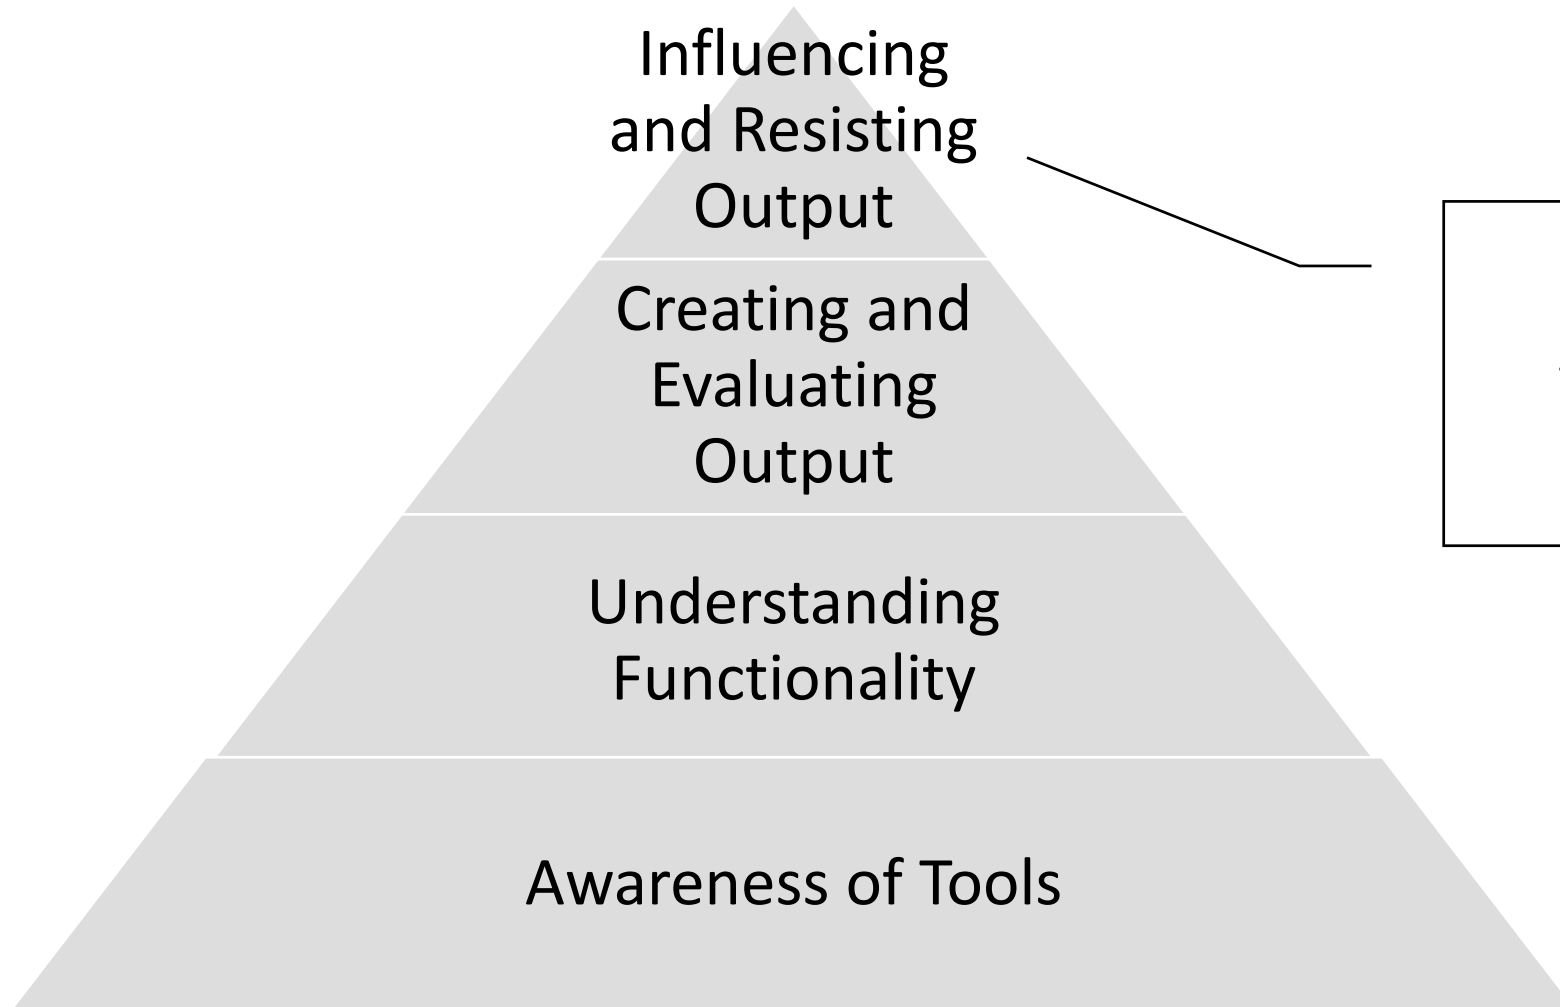 Influencing
and Resisting
Output
Creating and
Evaluating
Output
Understanding
Functionality
Awareness of Tools